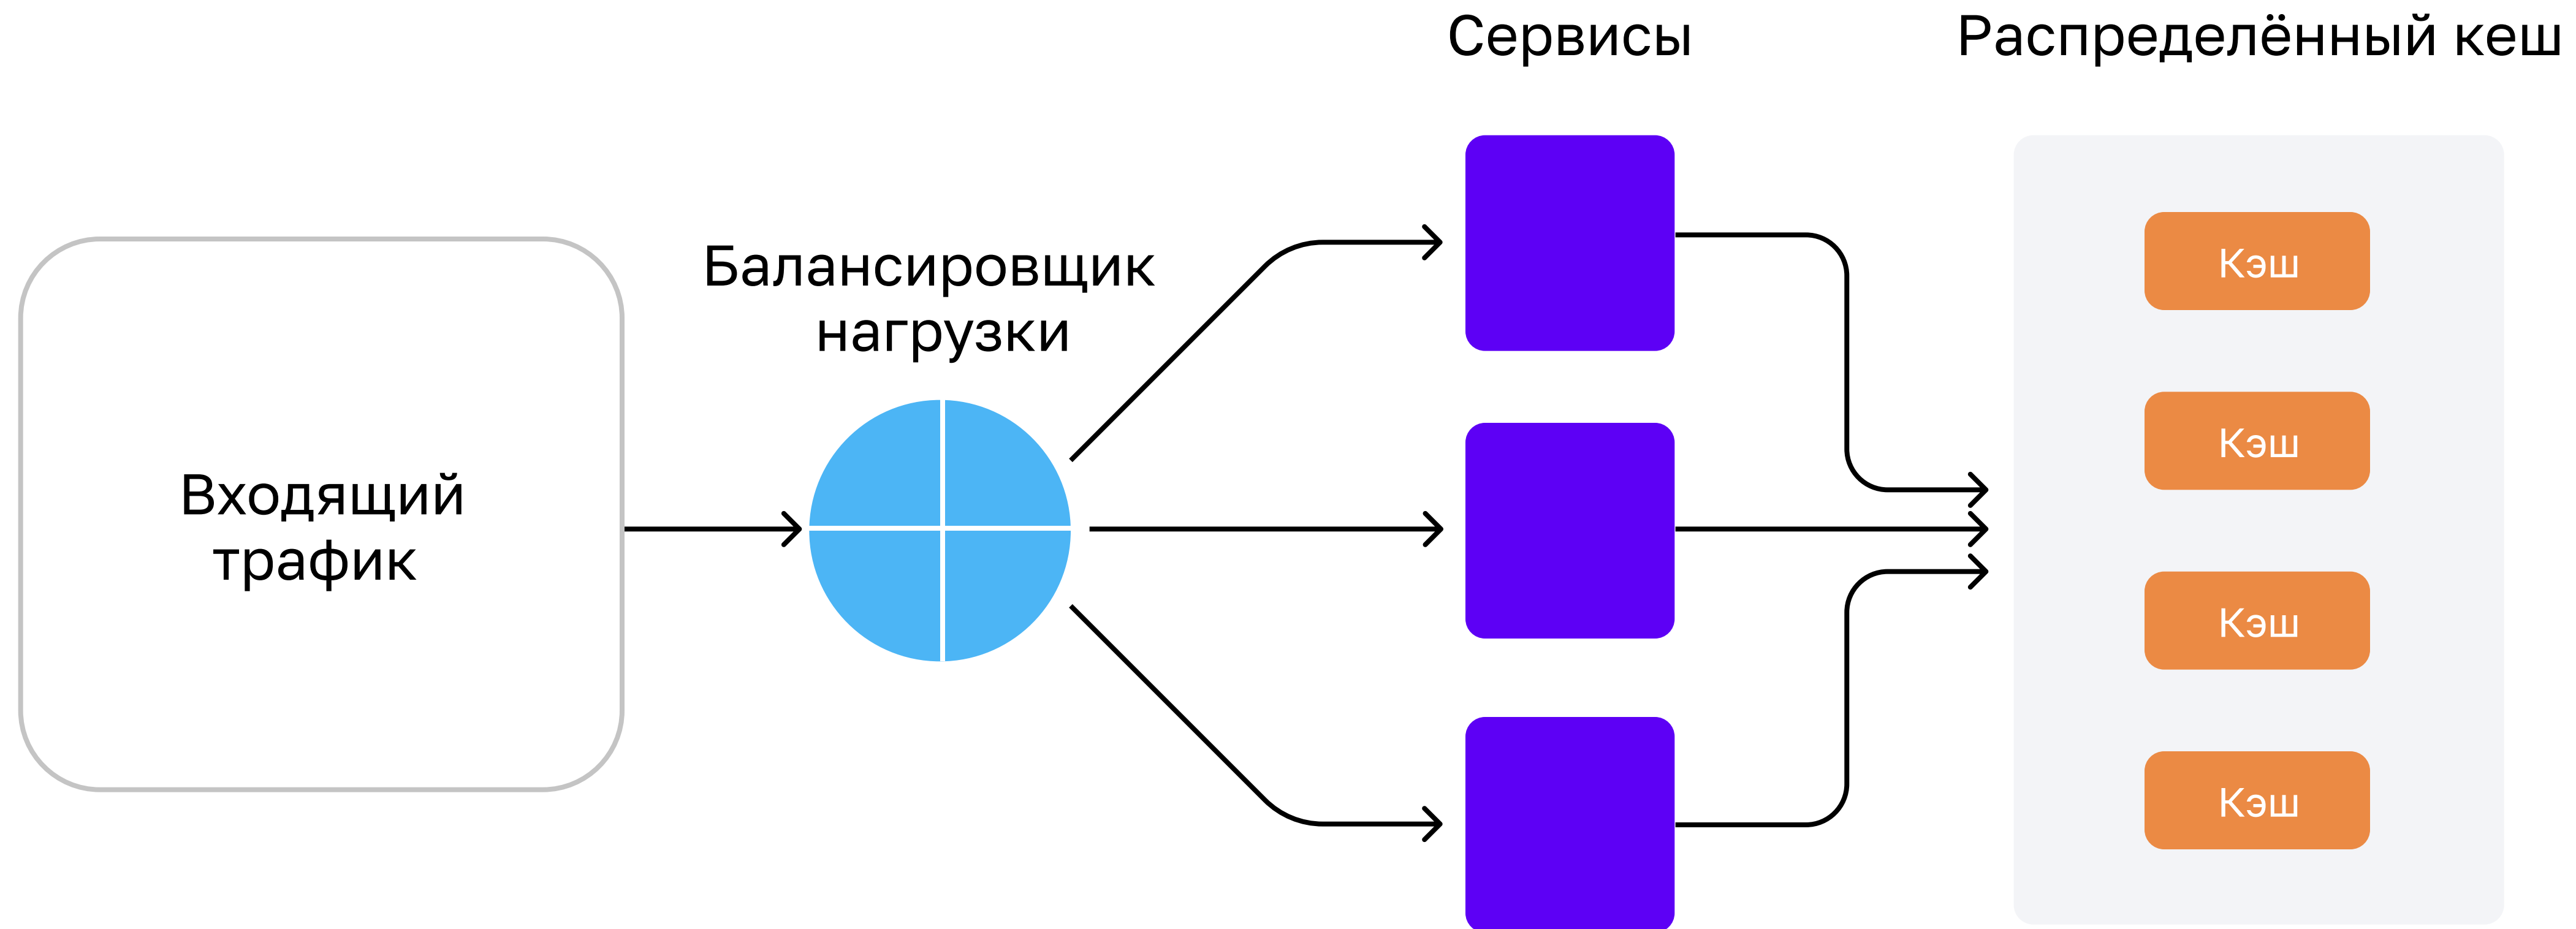 Сервисы
Распределённый кеш
Балансировщик
нагрузки
Входящий
трафик
Кэш
Кэш
Кэш
Кэш